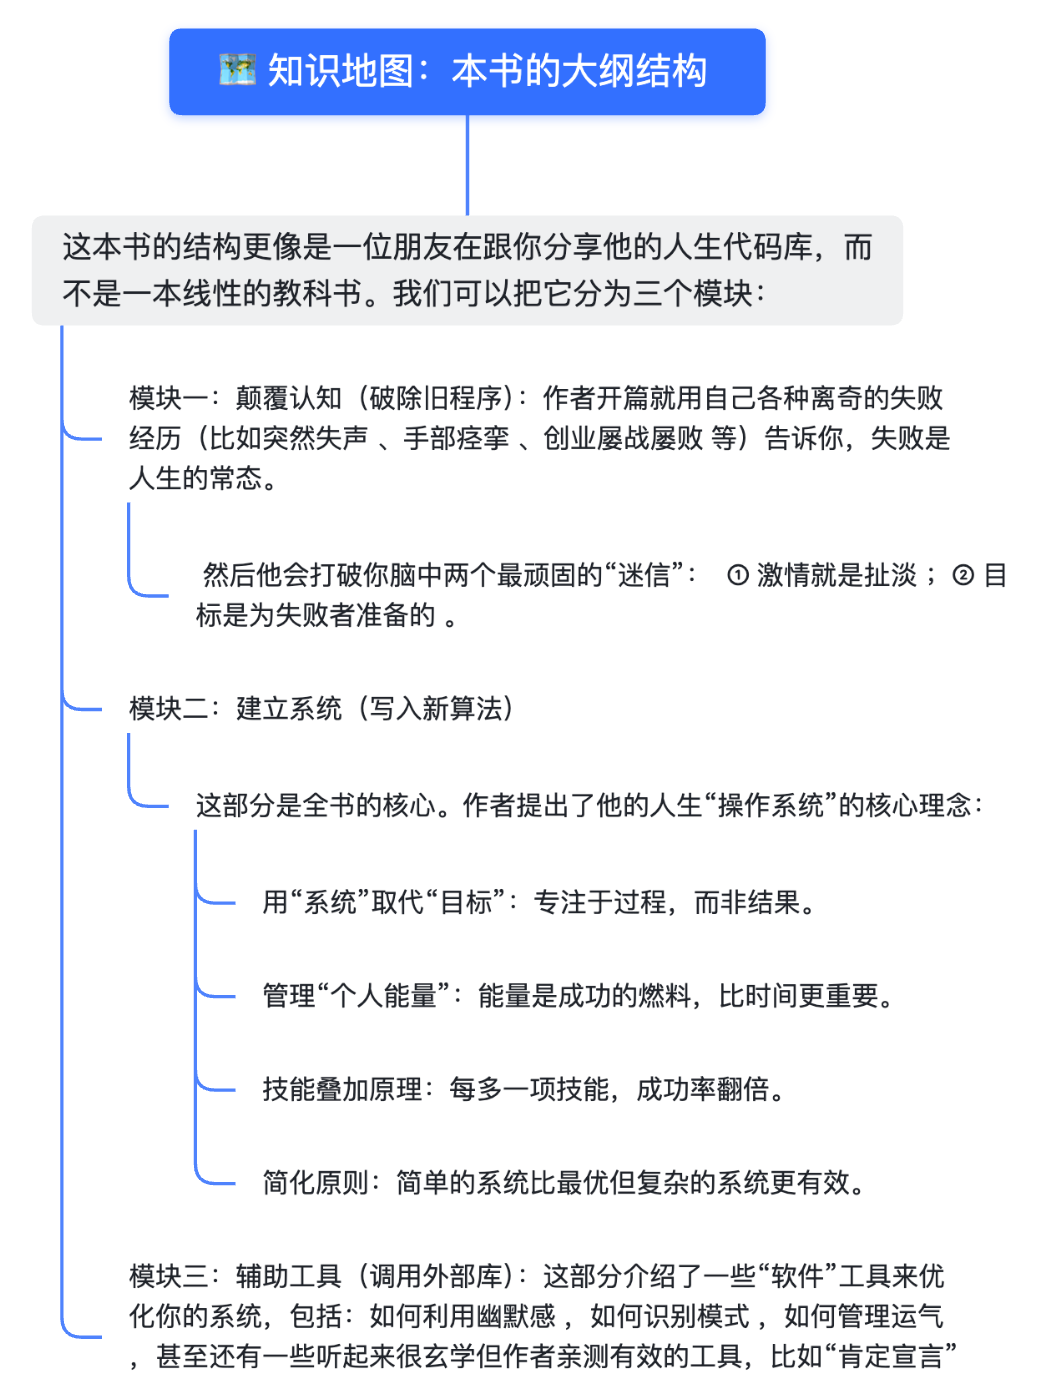 🗺️ 知识地图：本书的大纲结构
这本书的结构更像是一位朋友在跟你分享他的人生代码库，而
不是一本线性的教科书。我们可以把它分为三个模块：
模块一：颠覆认知（破除旧程序）：作者开篇就用自己各种离奇的失败
经历（比如突然失声 、手部痉挛 、创业屡战屡败 等）告诉你，失败是
人生的常态。
然后他会打破你脑中两个最顽固的“迷信”： ① 激情就是扯淡 ；② 目
标是为失败者准备的 。
模块二：建立系统（写入新算法）
这部分是全书的核心。作者提出了他的人生“操作系统”的核心理念：
用“系统”取代“目标”：专注于过程，而非结果。
管理“个人能量”：能量是成功的燃料，比时间更重要。
技能叠加原理：每多一项技能，成功率翻倍。
简化原则：简单的系统比最优但复杂的系统更有效。
模块三：辅助工具（调用外部库）：这部分介绍了一些“软件”工具来优
化你的系统，包括：如何利用幽默感 ，如何识别模式 ，如何管理运气
，甚至还有一些听起来很玄学但作者亲测有效的工具，比如“肯定宣言”